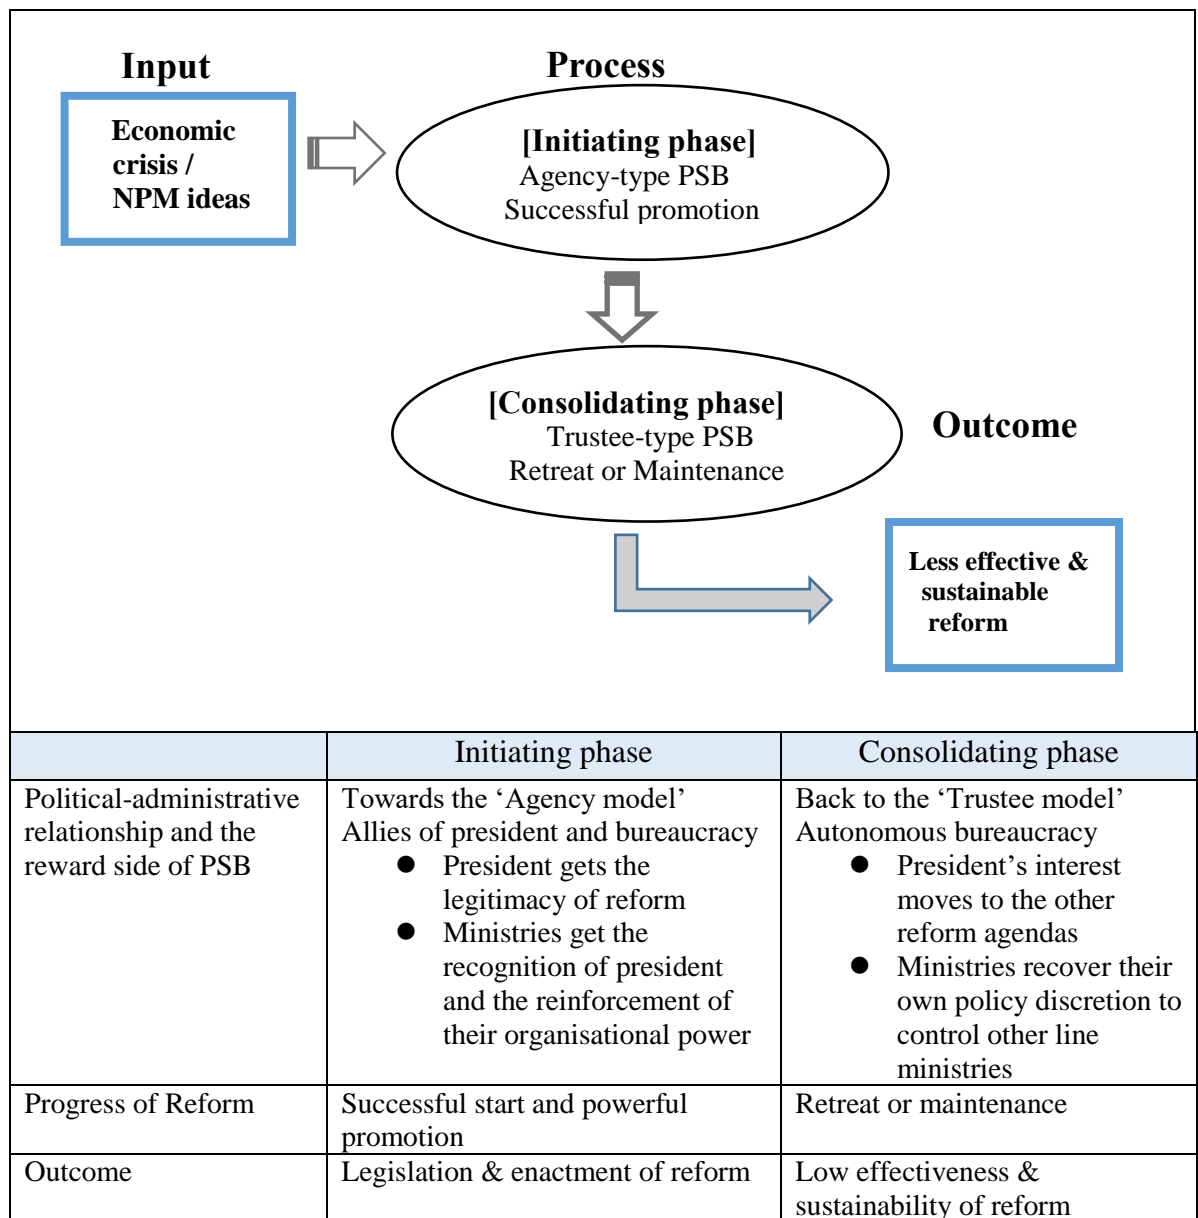 Input
Process
Economic
crisis /
NPM ideas
[Initiating phase]
Agency-type PSB
Successful promotion
[Consolidating phase]
Trustee-type PSB
Retreat or Maintenance
Outcome
Less effective &
sustainable
reform
Initiating phase
Consolidating phase
Political-administrative
relationship and the
reward side of PSB
Towards the ‘Agency model’
Allies of president and bureaucracy
● President gets the
legitimacy of reform
● Ministries get the
recognition of president
and the reinforcement of
their organisational power
Back to the ‘Trustee model’
Autonomous bureaucracy
● President’s interest
moves to the other
reform agendas
● Ministries recover their
own policy discretion to
control other line
ministries
Progress of Reform
Successful start and powerful
promotion
Retreat or maintenance
Outcome
Legislation & enactment of reform
Low effectiveness &
sustainability of reform